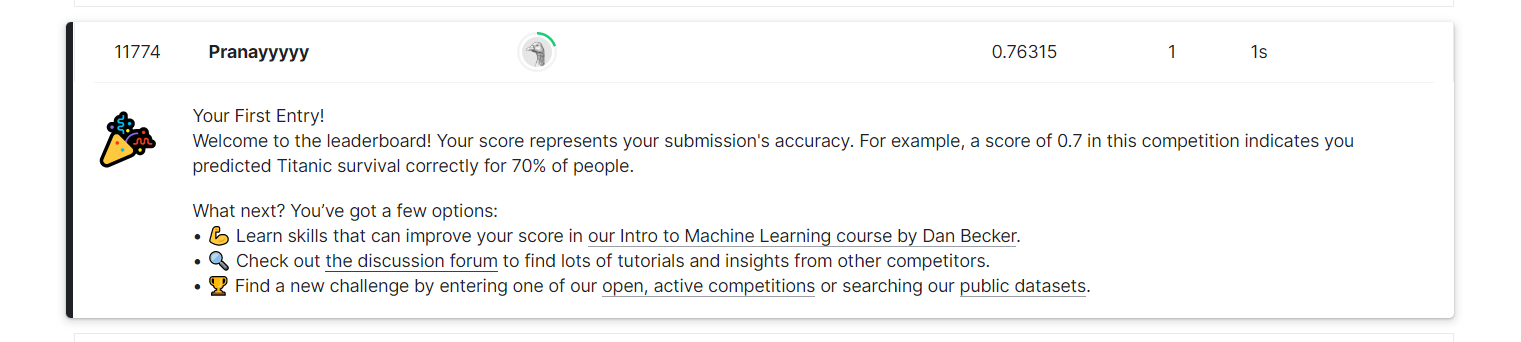 11774 Pranayyyyy 0.76315 1 1s
Your First Entry!
Welcome to the leaderboard! Your score represents your submission's accuracy. For example, a score of 0.7 in this competition indicates you
predicted Titanic survival correctly for 70% of people.
What next? You’ve got a few options:
• 💪 Learn skills that can improve your score in our Intro to Machine Learning course by Dan Becker.
• 🔍 Check out the discussion forum to find lots of tutorials and insights from other competitors.
• 🏆 Find a new challenge by entering one of our open, active competitions or searching our public datasets.